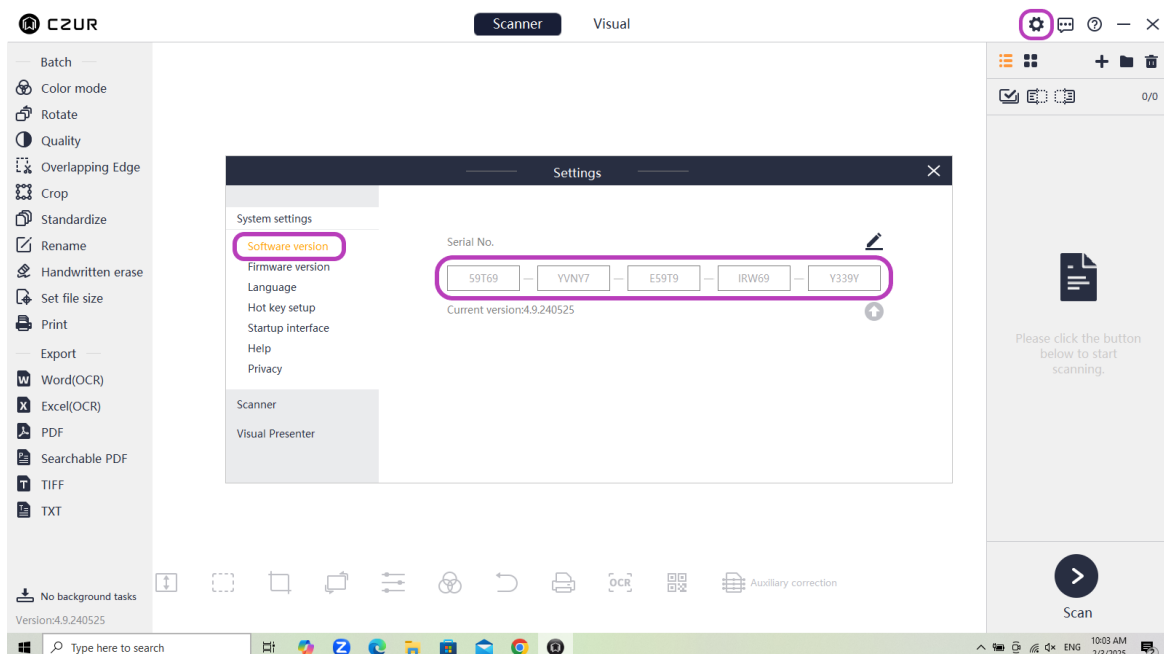 CZUR
Scanner Visual
Batch
Color mode
Rotate
Quality
Overlapping Edge
Crop
Standardize
Rename
Handwritten erase
Set file size
Print
Export
Word(OCR)
Excel(OCR)
PDF
Searchable PDF
TIFF
TXT
No background tasks
Version:4.9.240525
Settings
System settings
Software version
Firmware version
Language
Hot key setup
Startup interface
Help
Privacy
Scanner
Visual Presenter
Serial No.
59T69 — YVNY7 — E59T9 — IRW69 — Y339Y
Current version:4.9.240525
OCR
Auxiliary correction
0/0
Please click the button
below to start
scanning.
Scan
Type here to search
ENG
10:03 AM
2/3/2025